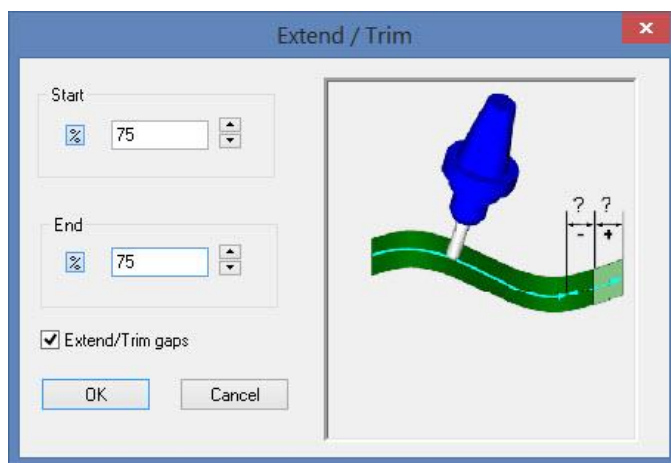 Extend / Trim
Start
% 75
End
% 75
Extend/Trim gaps
OK Cancel
? ?
- +